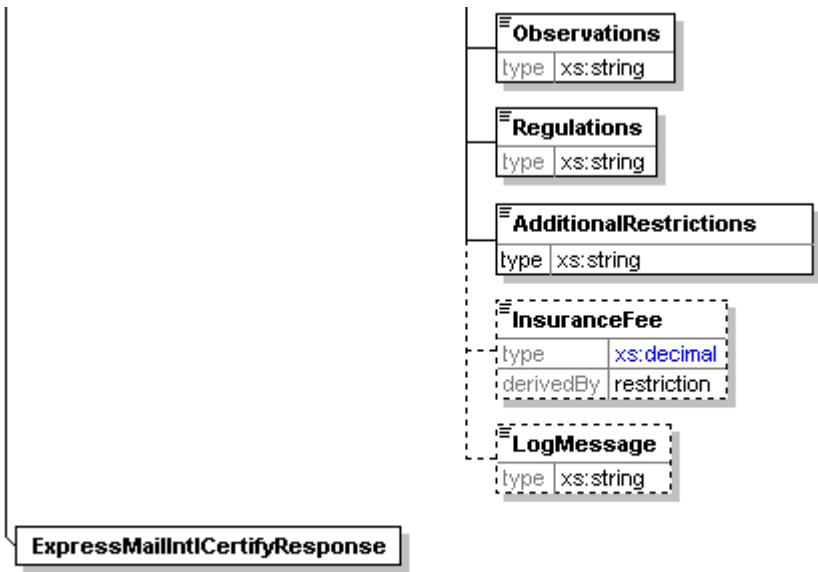 Observations
type xs:string
Regulations
type xs:string
AdditionalRestrictions
type xs:string
InsuranceFee
type xs:decimal
derivedBy restriction
LogMessage
type xs:string
ExpressMailIntlCertifyResponse